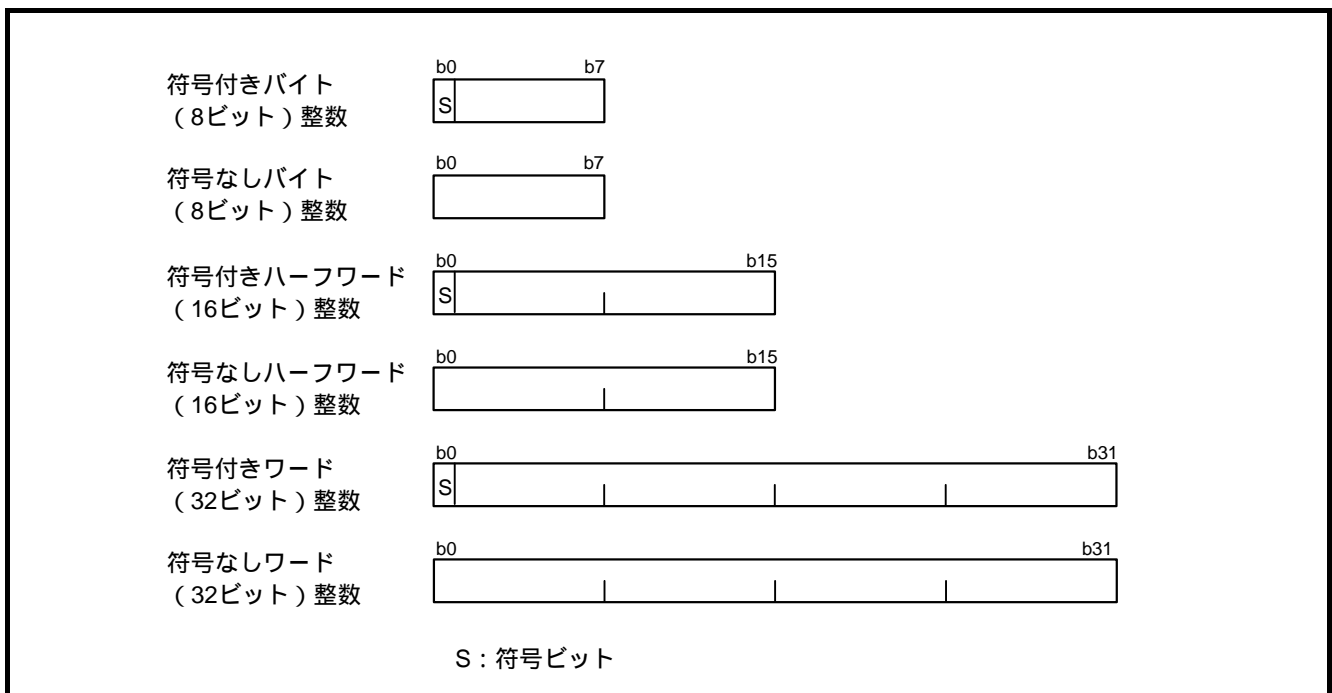 b0 b7
符号付きバイト
（8ビット）整数
S
b0 b7
符号なしバイト
（8ビット）整数
b0 b15
符号付きハーフワード
（16ビット）整数
S
b0 b15
符号なしハーフワード
（16ビット）整数
b0 b31
符号付きワード
（32ビット）整数
S
b0 b31
符号なしワード
（32ビット）整数
S：符号ビット